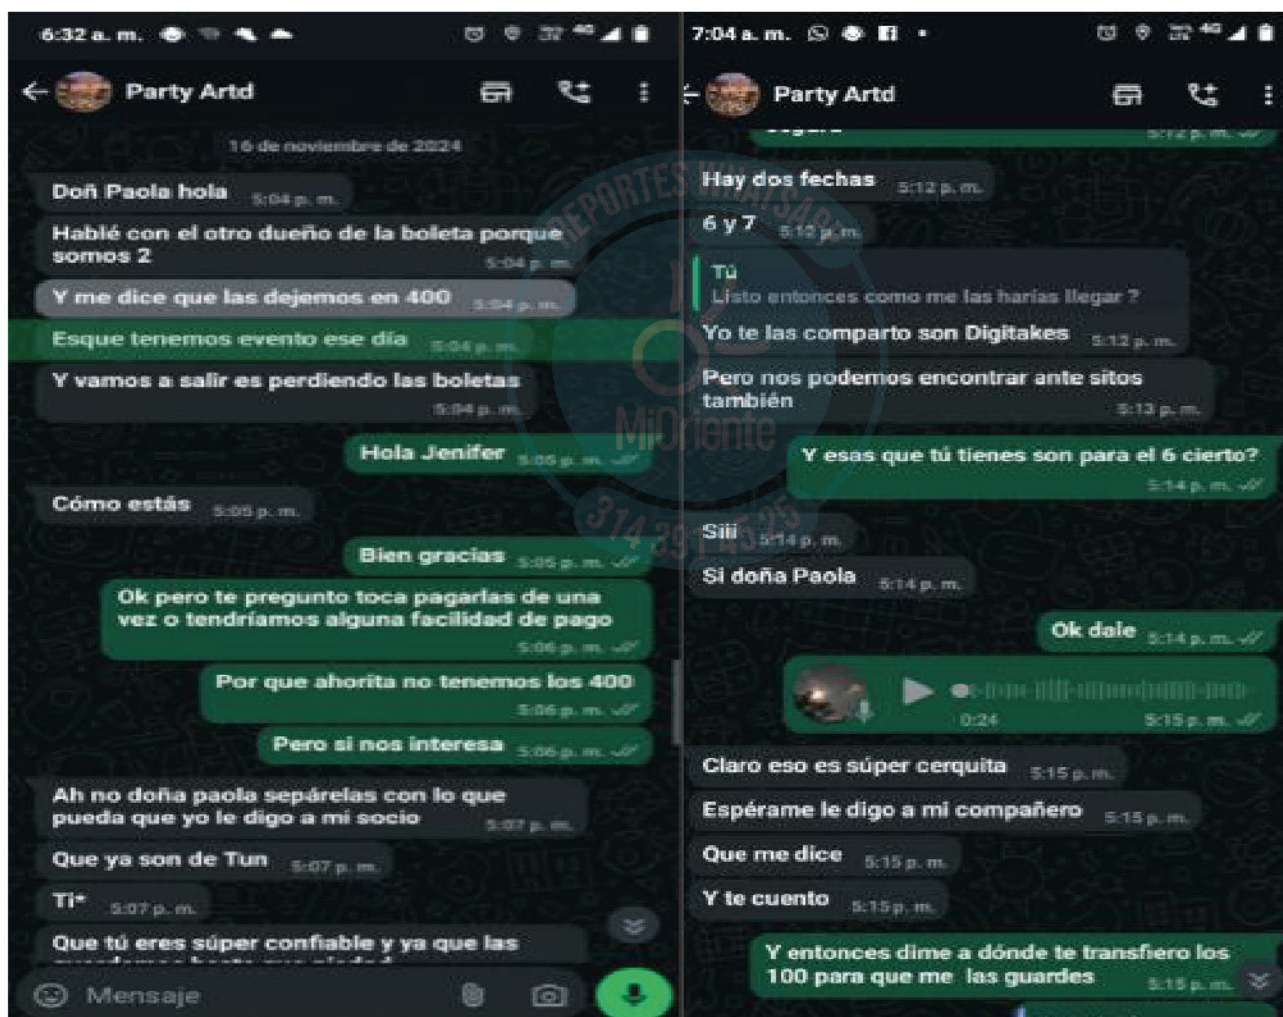 6:32 a. m.
4G
Party Artd
16 de noviembre de 2024
Doñ Paola hola 5:04 p. m.
Hablé con el otro dueño de la boleta porque
somos 2 5:04 p. m.
Y me dice que las dejemos en 400 5:04 p. m.
Esque tenemos evento ese día 5:04 p. m.
Y vamos a salir es perdiendo las boletas
5:04 p. m.
Hola Jenifer 5:05 p. m.
Cómo estás 5:05 p. m.
Bien gracias 5:05 p. m.
Ok pero te pregunto toca pagarlas de una
vez o tendríamos alguna facilidad de pago
5:06 p. m.
Por que ahorita no tenemos los 400
5:06 p. m.
Pero si nos interesa 5:06 p. m.
Ah no doña paola sepárelas con lo que
pueda que yo le digo a mi socio 5:07 p. m.
Que ya son de Tun 5:07 p. m.
Ti* 5:07 p. m.
Que tú eres súper confiable y ya que las
Mensaje
7:04 a. m.
4G
Party Artd
5:12 p. m.
Hay dos fechas 5:12 p. m.
6 y 7 5:12 p. m.
Tú
Listo entonces como me las harías llegar ?
Yo te las comparto son Digitakes 5:12 p. m.
Pero nos podemos encontrar ante sitos
también 5:13 p. m.
Y esas que tú tienes son para el 6 cierto?
5:14 p. m.
Siii 5:14 p. m.
Si doña Paola 5:14 p. m.
Ok dale 5:14 p. m.
0:24 5:15 p. m.
Claro eso es súper cerquita 5:15 p. m.
Espérame le digo a mi compañero 5:15 p. m.
Que me dice 5:15 p. m.
Y te cuento 5:15 p. m.
Y entonces dime a dónde te transfiero los
100 para que me las guardes 5:15 p. m.
REPORTES WHATSAPP
MiOriente
314 391 45 25